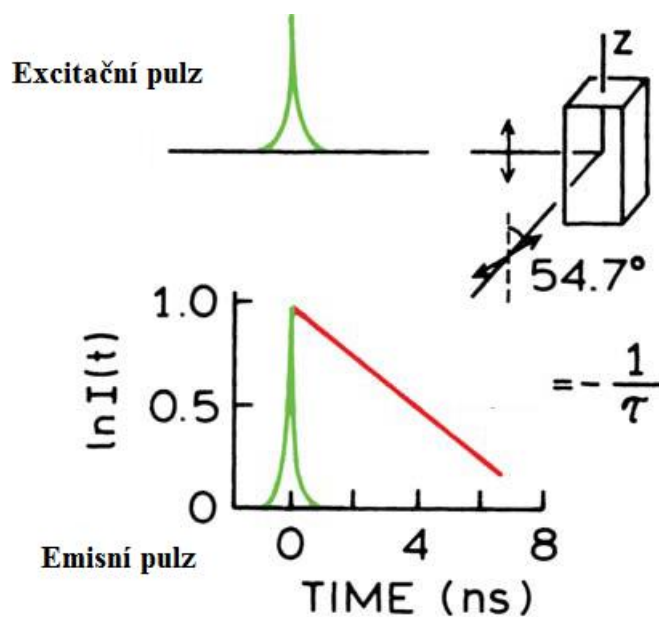 Excitační pulz
Z
54.7°
ln I(t)
1.0
0.5
0
= - 1/τ
Emisní pulz
0 4 8
TIME (ns)